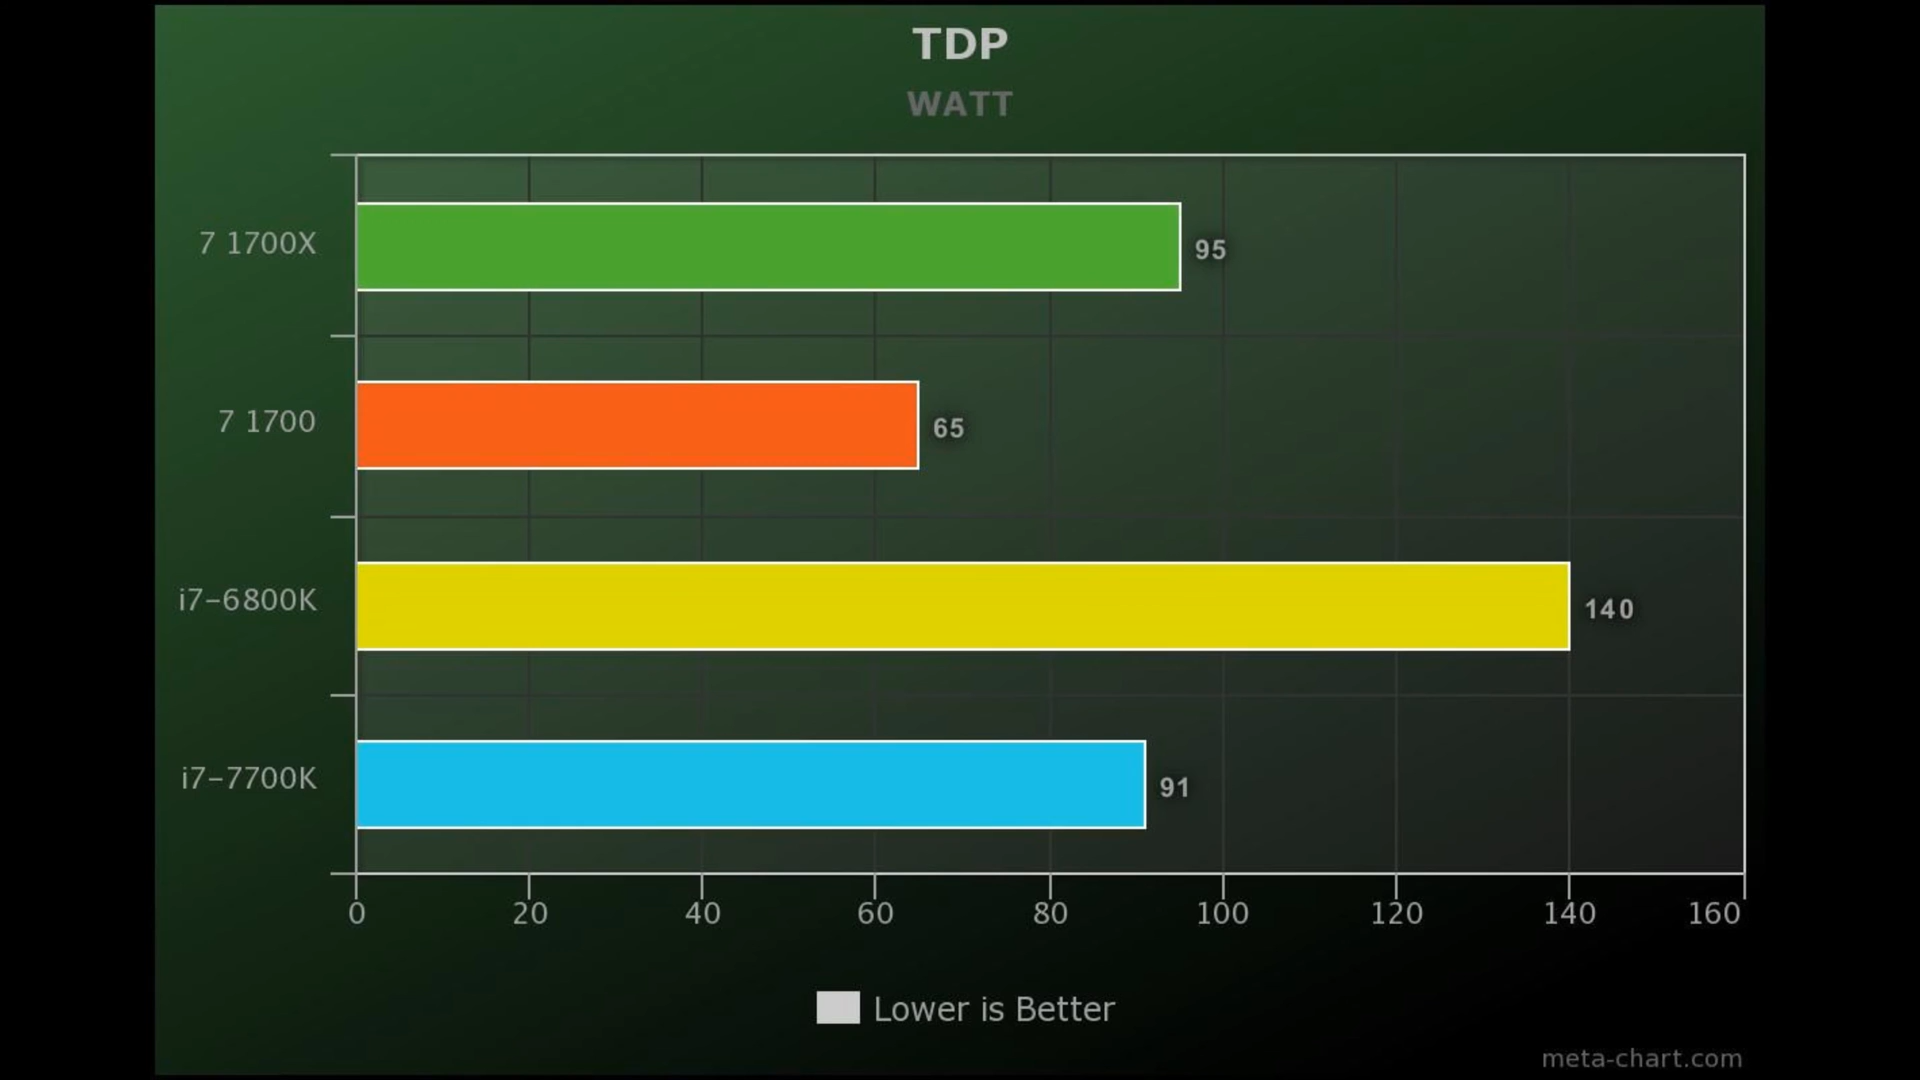 TDP
WATT
7 1700X
95
7 1700
65
i7-6800K
140
i7-7700K
91
0 20 40 60 80 100 120 140 160
Lower is Better
meta-chart.com